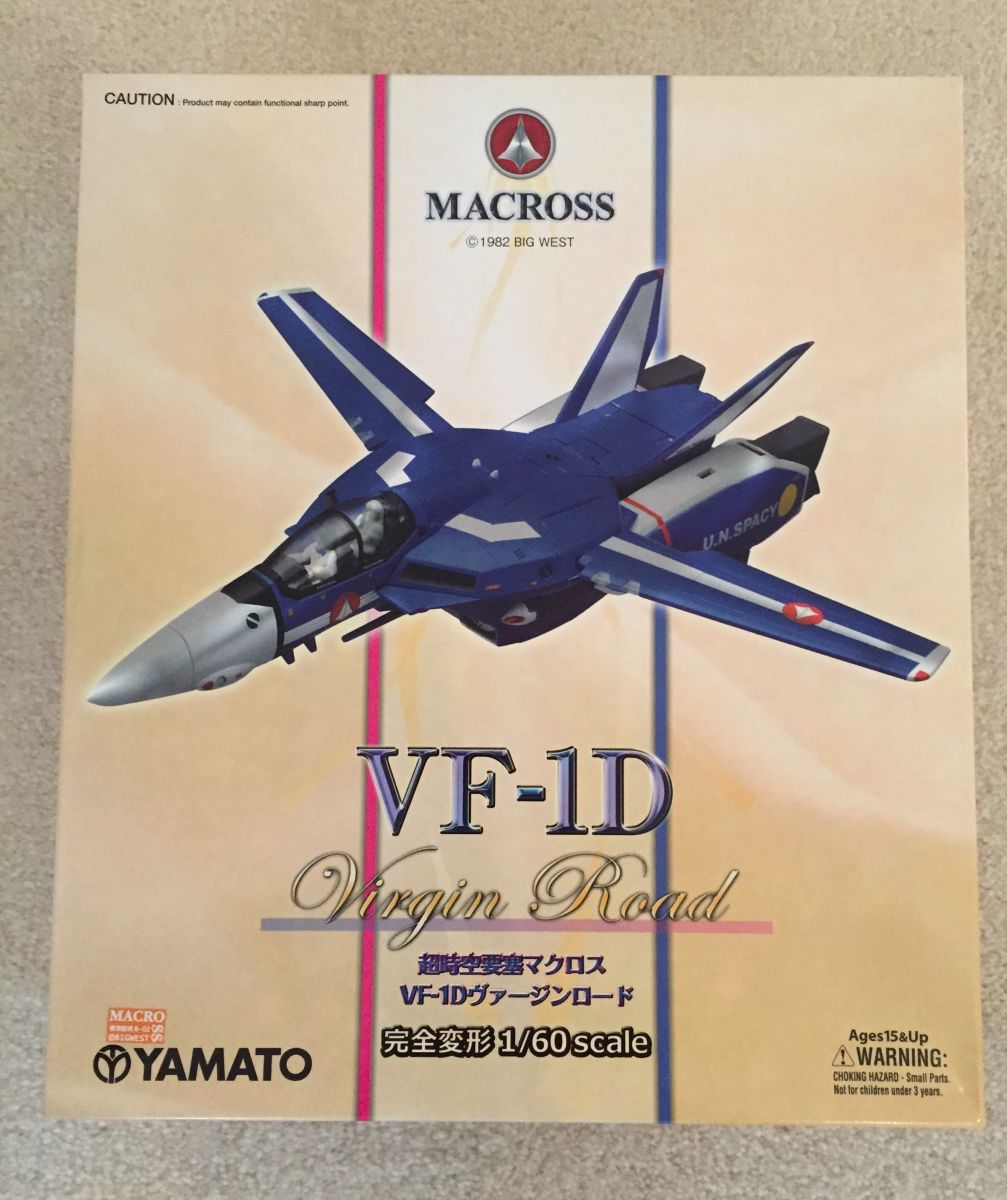 CAUTION : Product may contain functional sharp point.
MACROSS
©1982 BIG WEST
U.N.SPACY
VF-1D
Virgin Road
超時空要塞マクロス
VF-1Dヴァージンロード
完全変形 1/60 scale
MACROSS
©BIGWEST
YAMATO
Ages15&Up
WARNING:
CHOKING HAZARD - Small Parts.
Not for children under 3 years.